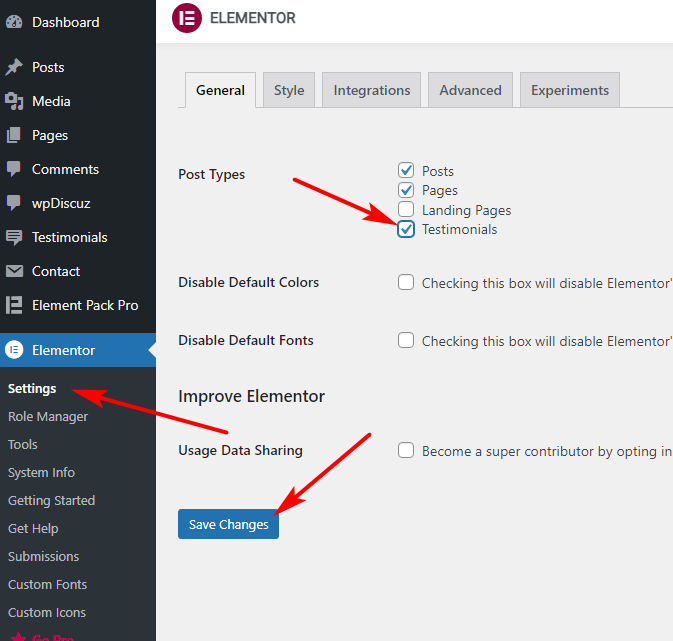 Dashboard
Posts
Media
Pages
Comments
wpDiscuz
Testimonials
Contact
Element Pack Pro
Elementor
Settings
Role Manager
Tools
System Info
Getting Started
Get Help
Submissions
Custom Fonts
Custom Icons
Go Pro
ELEMENTOR
General Style Integrations Advanced Experiments
Post Types
Posts
Pages
Landing Pages
Testimonials
Disable Default Colors
Checking this box will disable Elementor'
Disable Default Fonts
Checking this box will disable Elementor'
Improve Elementor
Usage Data Sharing
Become a super contributor by opting in
Save Changes